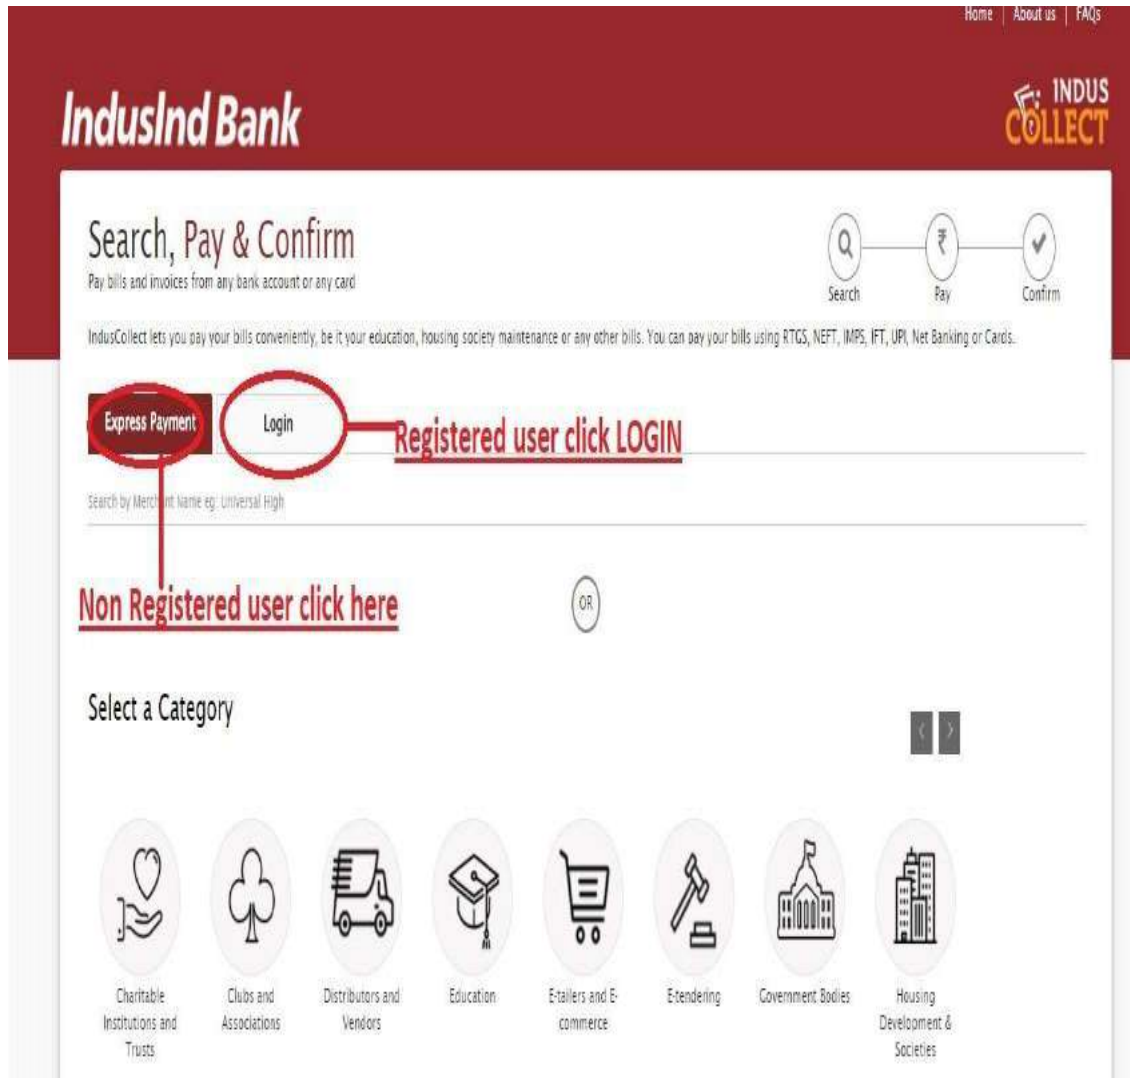 Home | About us | FAQs
IndusInd Bank
INDUS
COLLECT
Search, Pay & Confirm
Pay bills and invoices from any bank account or any card
Search
₹
Pay
Confirm
IndusCollect lets you pay your bills conveniently, be it your education, housing society maintenance or any other bills. You can pay your bills using RTGS, NEFT, IMPS, IFT, UPI, Net Banking or Cards.
Express Payment
Login
Registered user click LOGIN
Search by Merchant Name eg: Universal High
Non Registered user click here
OR
Select a Category
< >
Charitable
Institutions and
Trusts
Clubs and
Associations
Distributors and
Vendors
Education
E-tailers and E-
commerce
E-tendering
Government Bodies
Housing
Development &
Societies